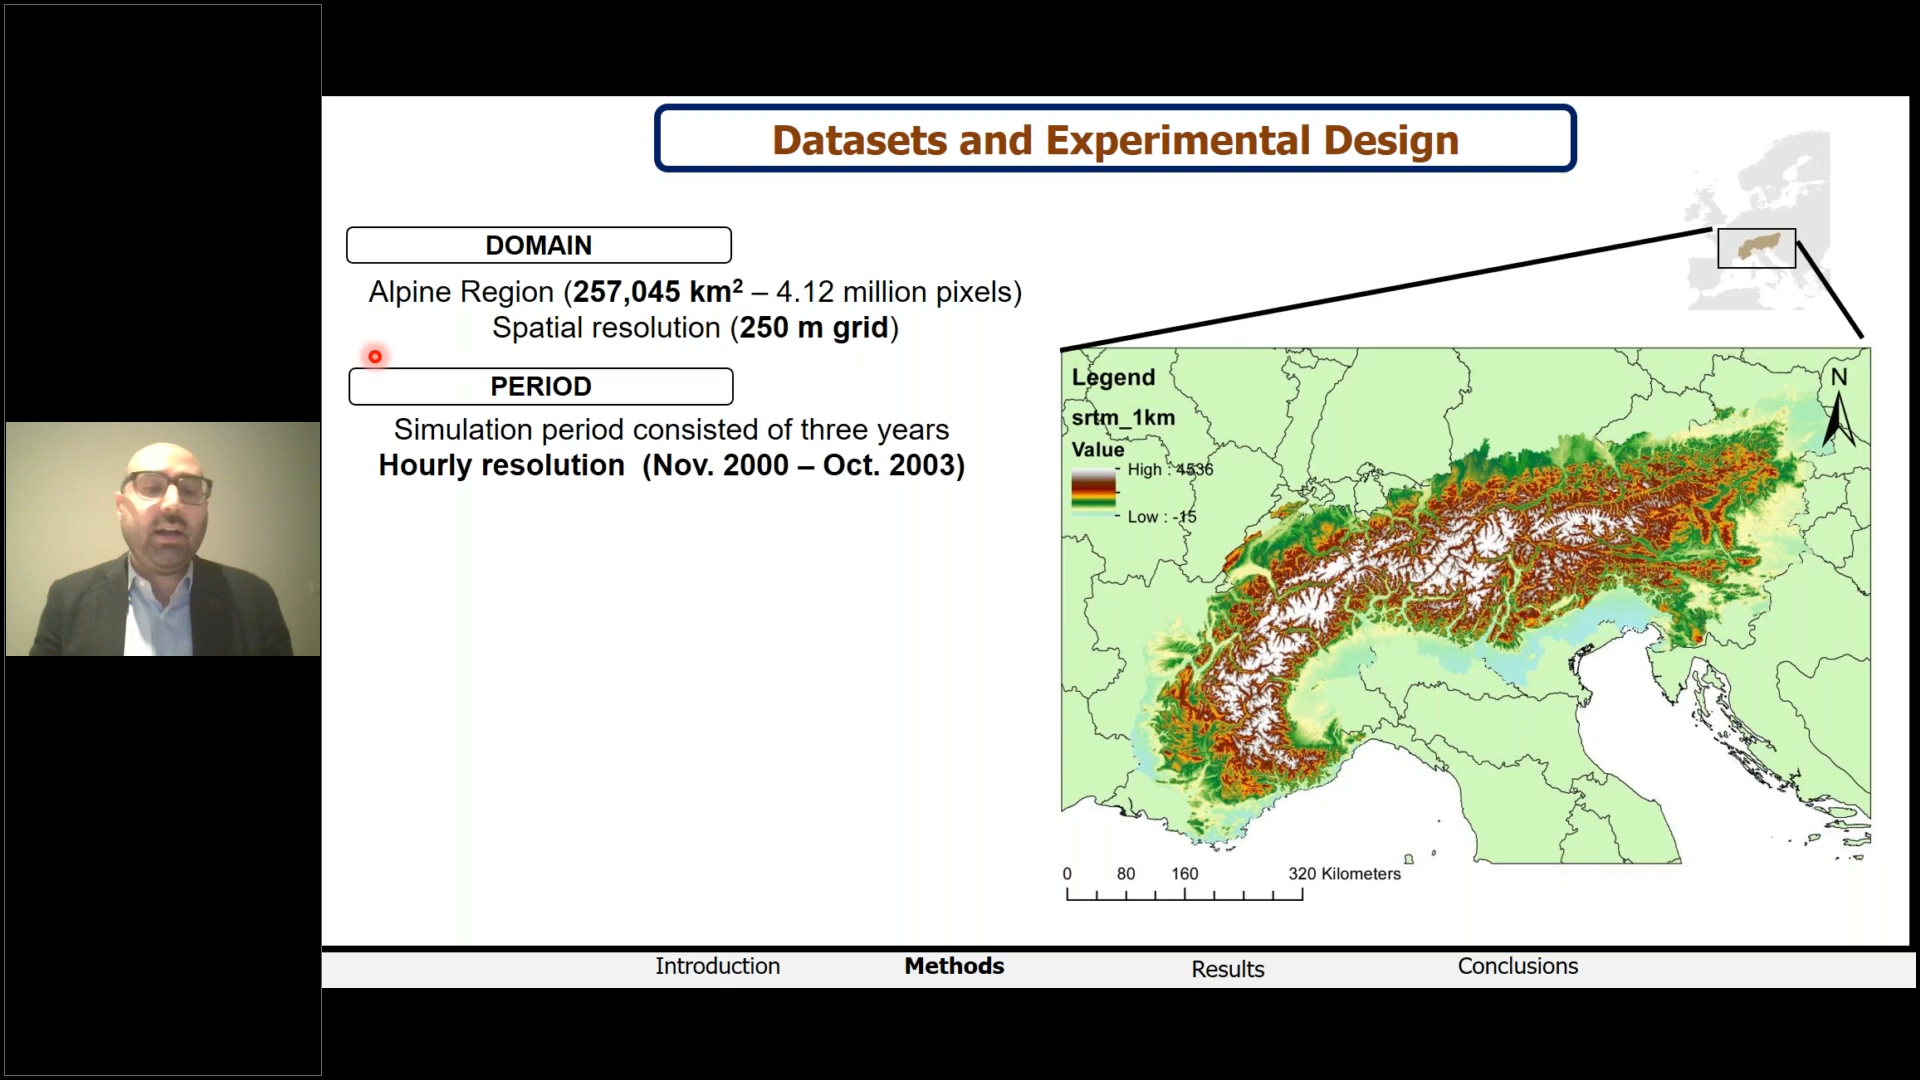 Datasets and Experimental Design
DOMAIN
Alpine Region (257,045 km² – 4.12 million pixels)
Spatial resolution (250 m grid)
PERIOD
Simulation period consisted of three years
Hourly resolution (Nov. 2000 – Oct. 2003)
Legend
srtm_1km
Value
High : 4536
Low : -15
N
0 80 160 320 Kilometers
Introduction Methods Results Conclusions